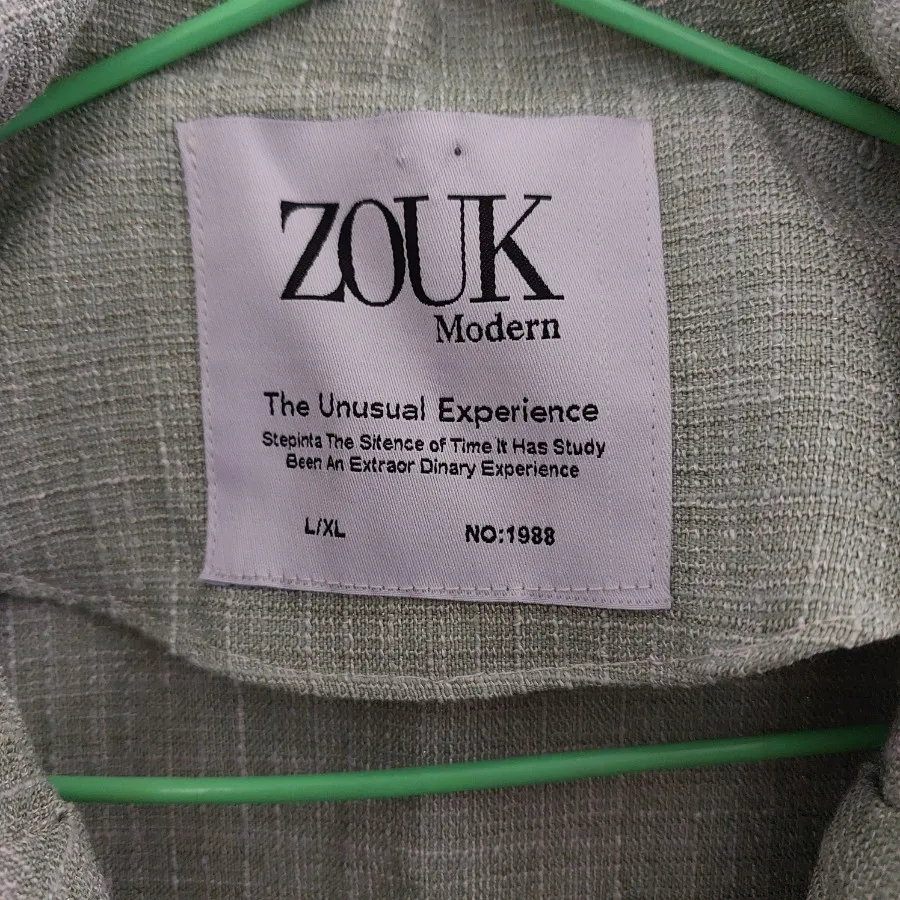 ZOUK
Modern
The Unusual Experience
Stepinta The Sitence of Time It Has Study
Been An Extraor Dinary Experience
L/XL NO:1988